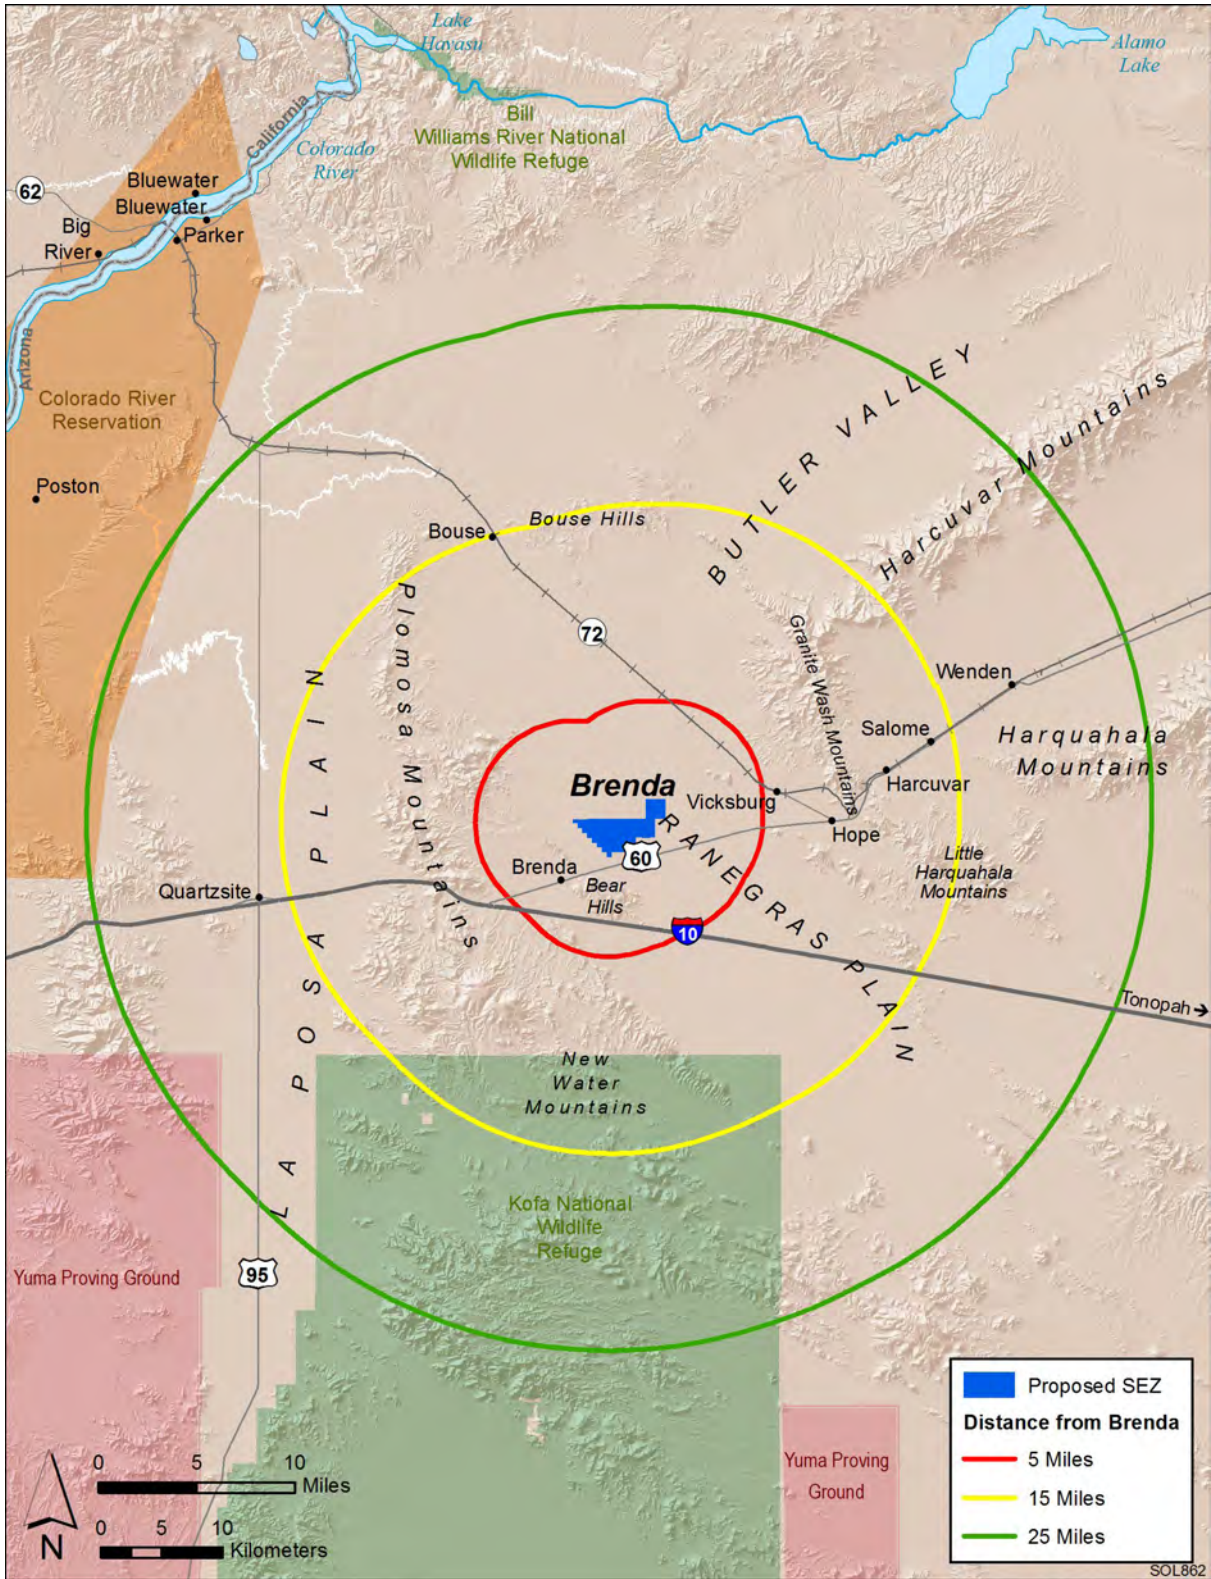 Lake
Havasu
Alamo
Lake
Bill
Williams River National
Wildlife Refuge
California
Colorado
River
62
Bluewater
Bluewater
Big
River
Parker
Arizona
Colorado River
Reservation
Poston
BUTLER VALLEY
Harcuvar Mountains
Bouse
Bouse Hills
Plomosa Mountains
72
Granite Wash Mountains
Wenden
Salome
Harquahala
Mountains
Harcuvar
Vicksburg
Hope
Brenda
RANEGRAS PLAIN
60
Brenda
Bear
Hills
Little
Harquahala
Mountains
Quartzsite
LA POSA PLAIN
10
Tonopah
New
Water
Mountains
Kofa National
Wildlife
Refuge
Yuma Proving Ground
95
Yuma Proving
Ground
Proposed SEZ
Distance from Brenda
5 Miles
15 Miles
25 Miles
0 5 10
Miles
0 5 10
Kilometers
N
SOL862